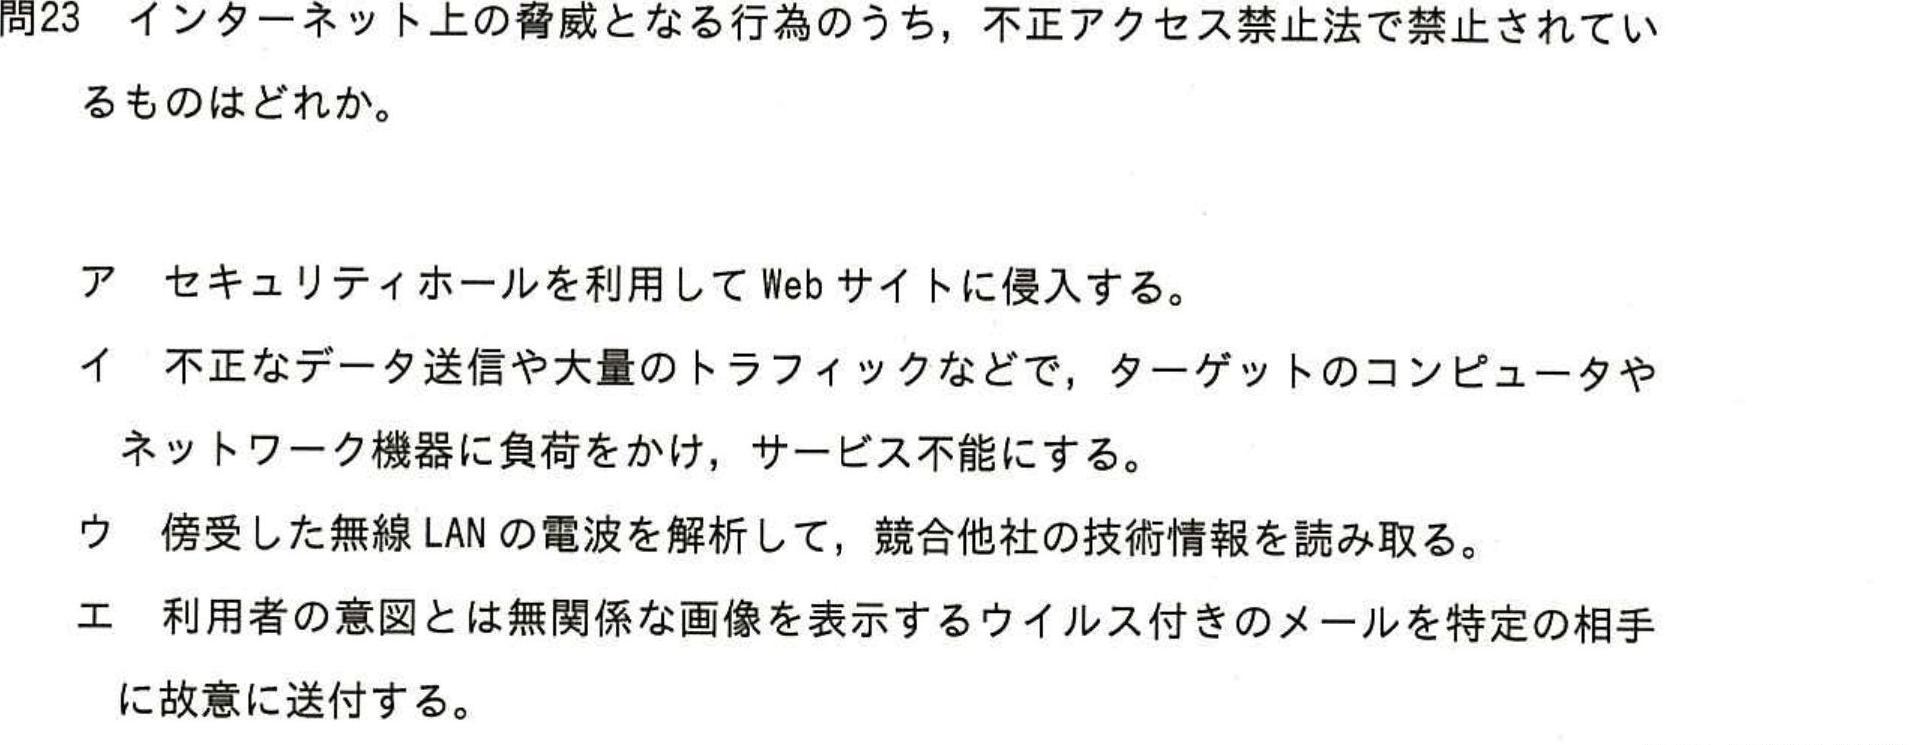 問23　インターネット上の脅威となる行為のうち，不正アクセス禁止法で禁止されてい
るものはどれか。
ア　セキュリティホールを利用して Web サイトに侵入する。
イ　不正なデータ送信や大量のトラフィックなどで，ターゲットのコンピュータや
ネットワーク機器に負荷をかけ，サービス不能にする。
ウ　傍受した無線 LAN の電波を解析して，競合他社の技術情報を読み取る。
エ　利用者の意図とは無関係な画像を表示するウイルス付きのメールを特定の相手
に故意に送付する。